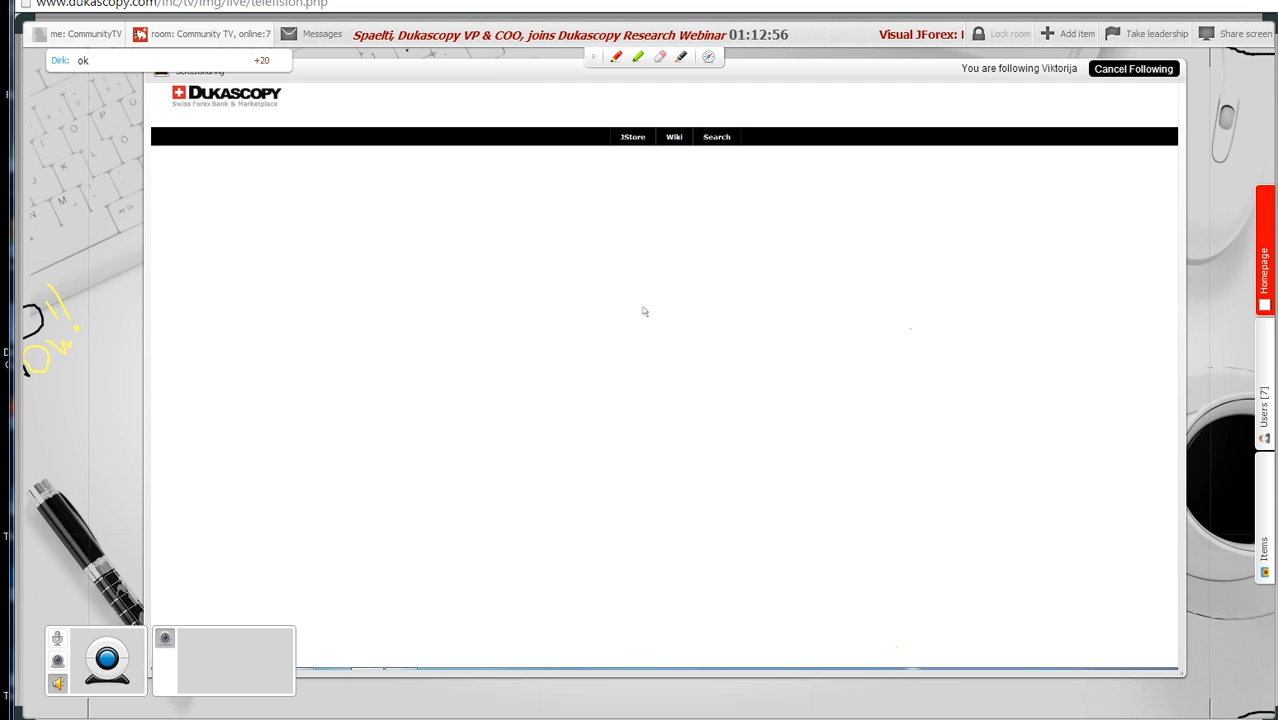 www.dukascopy.com/inc/tv/img/live/telefision.php
me: CommunityTV
room: Community TV, online:7
Messages
Spaelti, Dukascopy VP & COO, joins Dukascopy Research Webinar
01:12:56
Visual JForex: I
Lock room
Add item
Take leadership
Share screen
Dirk: ok +20
You are following Viktorija
Cancel Following
DUKASCOPY
Swiss Forex Bank & Marketplace
JStore
Wiki
Search
Homepage
Users [7]
Items